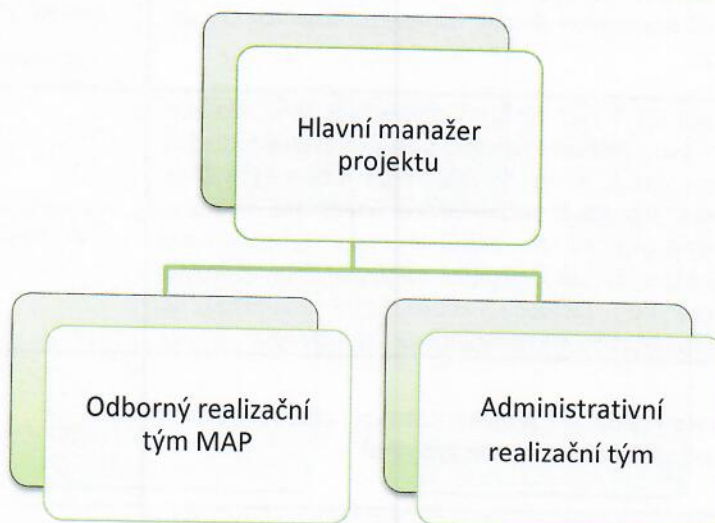 Hlavní manažer
projektu
Odborný realizační
tým MAP
Administrativní
realizační tým